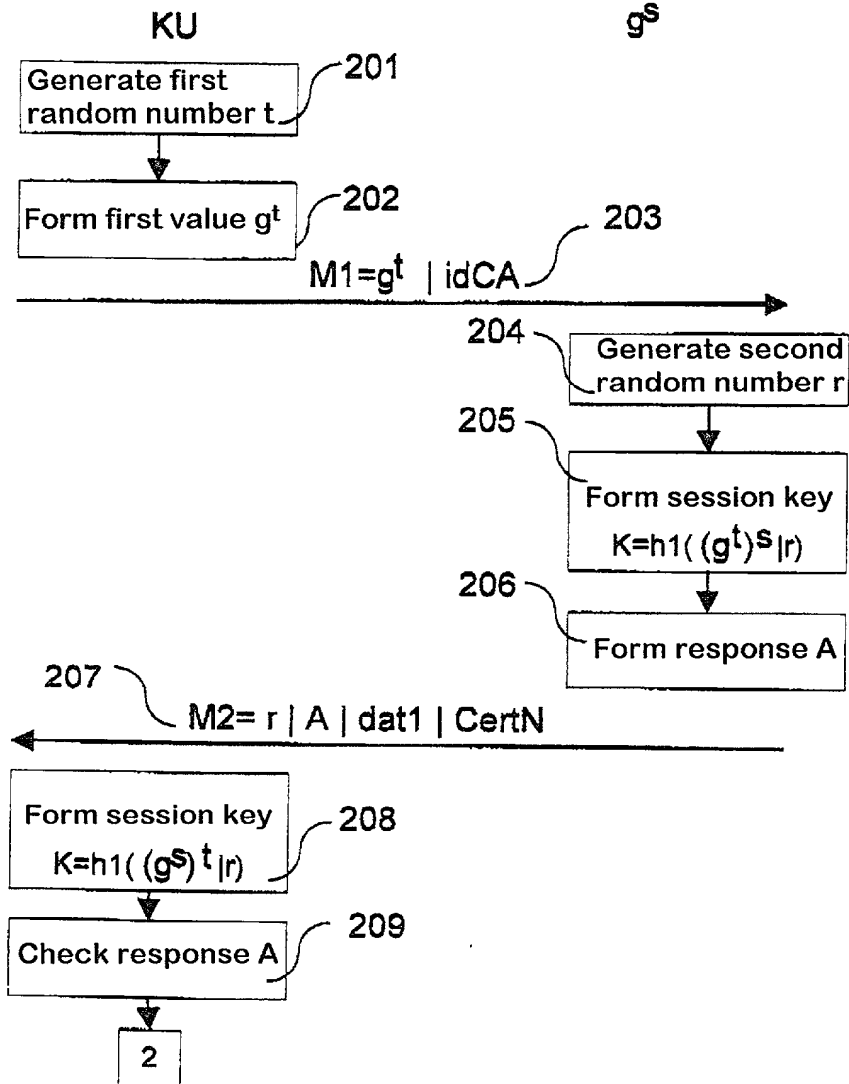 KU
g^s
201
Generate first
random number t
202
Form first value g^t
203
M1=g^t | idCA
204
Generate second
random number r
205
Form session key
K=h1( (g^t)^s |r)
206
Form response A
207
M2= r | A | dat1 | CertN
Form session key
208
K=h1( (g^s)^t |r)
209
Check response A
2